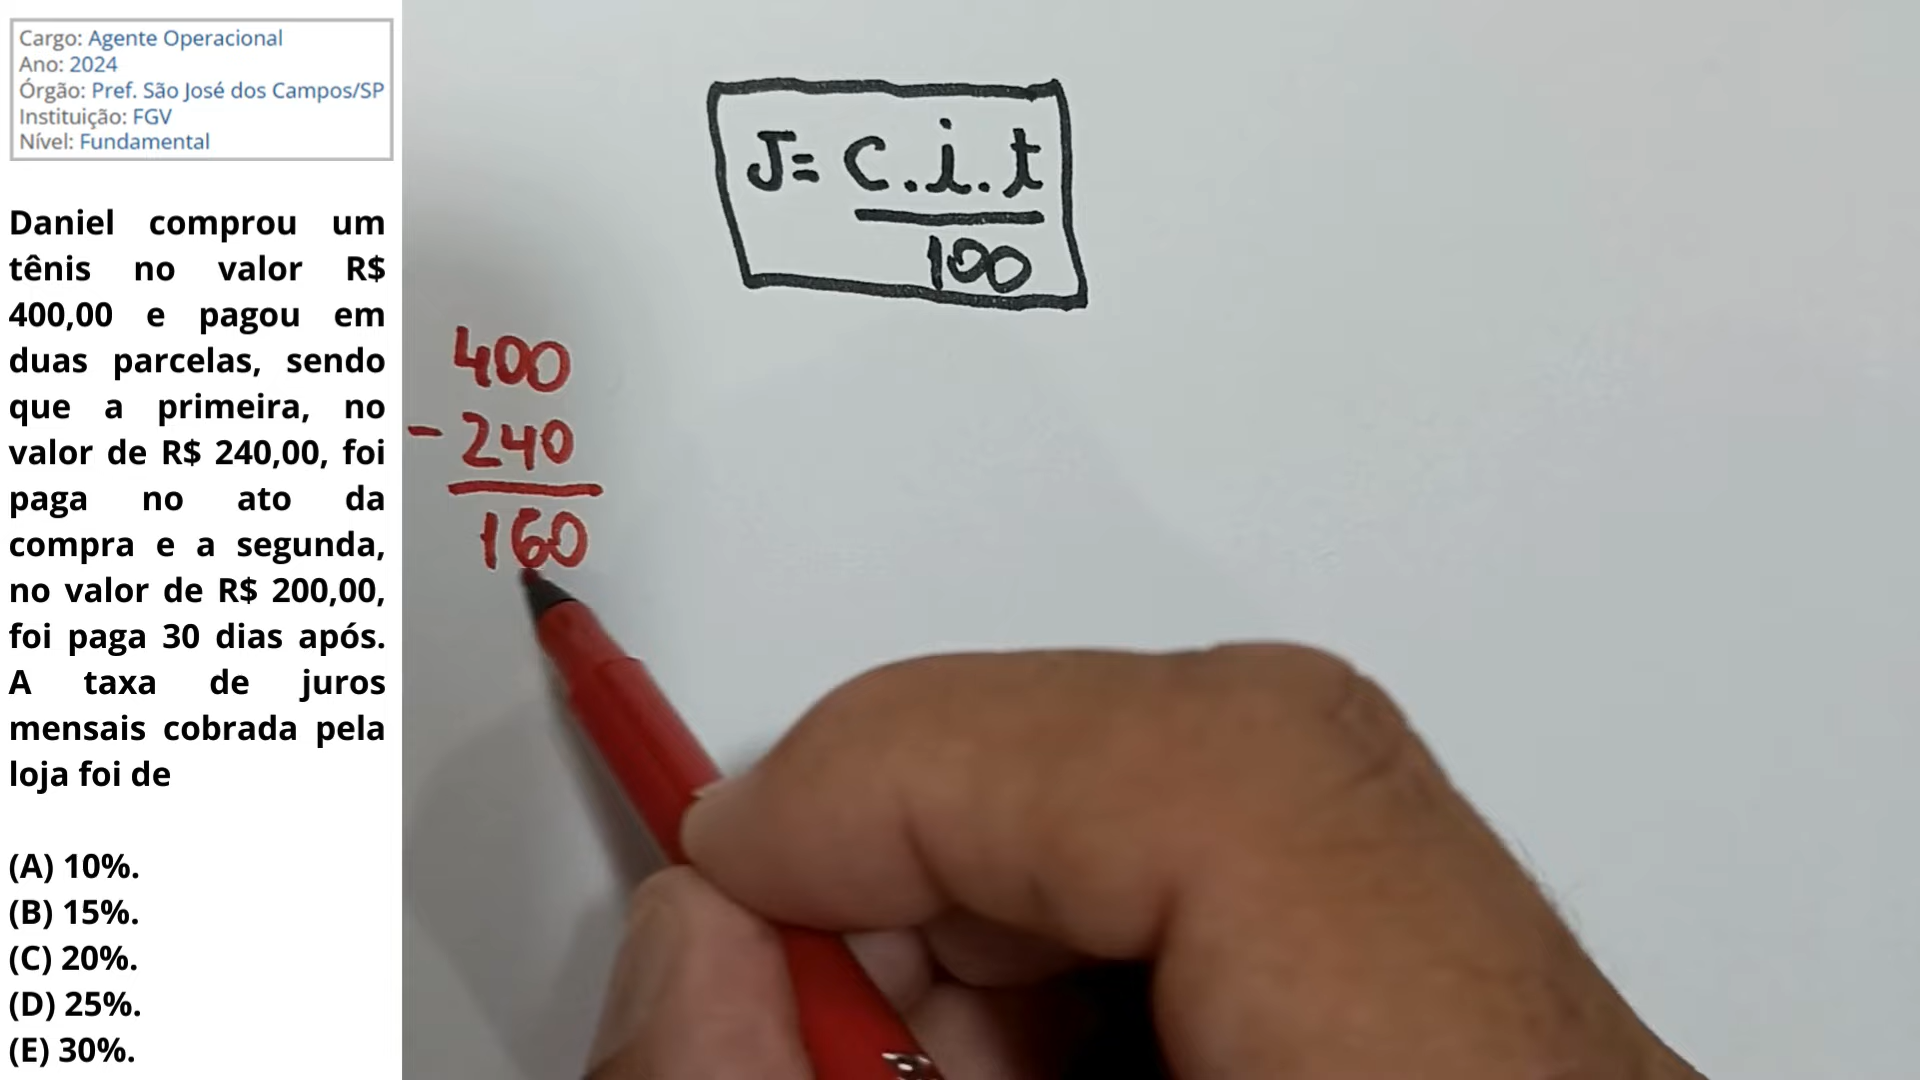 Cargo: Agente Operacional
Ano: 2024
Órgão: Pref. São José dos Campos/SP
Instituição: FGV
Nível: Fundamental
Daniel comprou um
tênis no valor R$
400,00 e pagou em
duas parcelas, sendo
que a primeira, no
valor de R$ 240,00, foi
paga no ato da
compra e a segunda,
no valor de R$ 200,00,
foi paga 30 dias após.
A taxa de juros
mensais cobrada pela
loja foi de
(A) 10%.
(B) 15%.
(C) 20%.
(D) 25%.
(E) 30%.
J= C.i.t
100
400
- 240
160